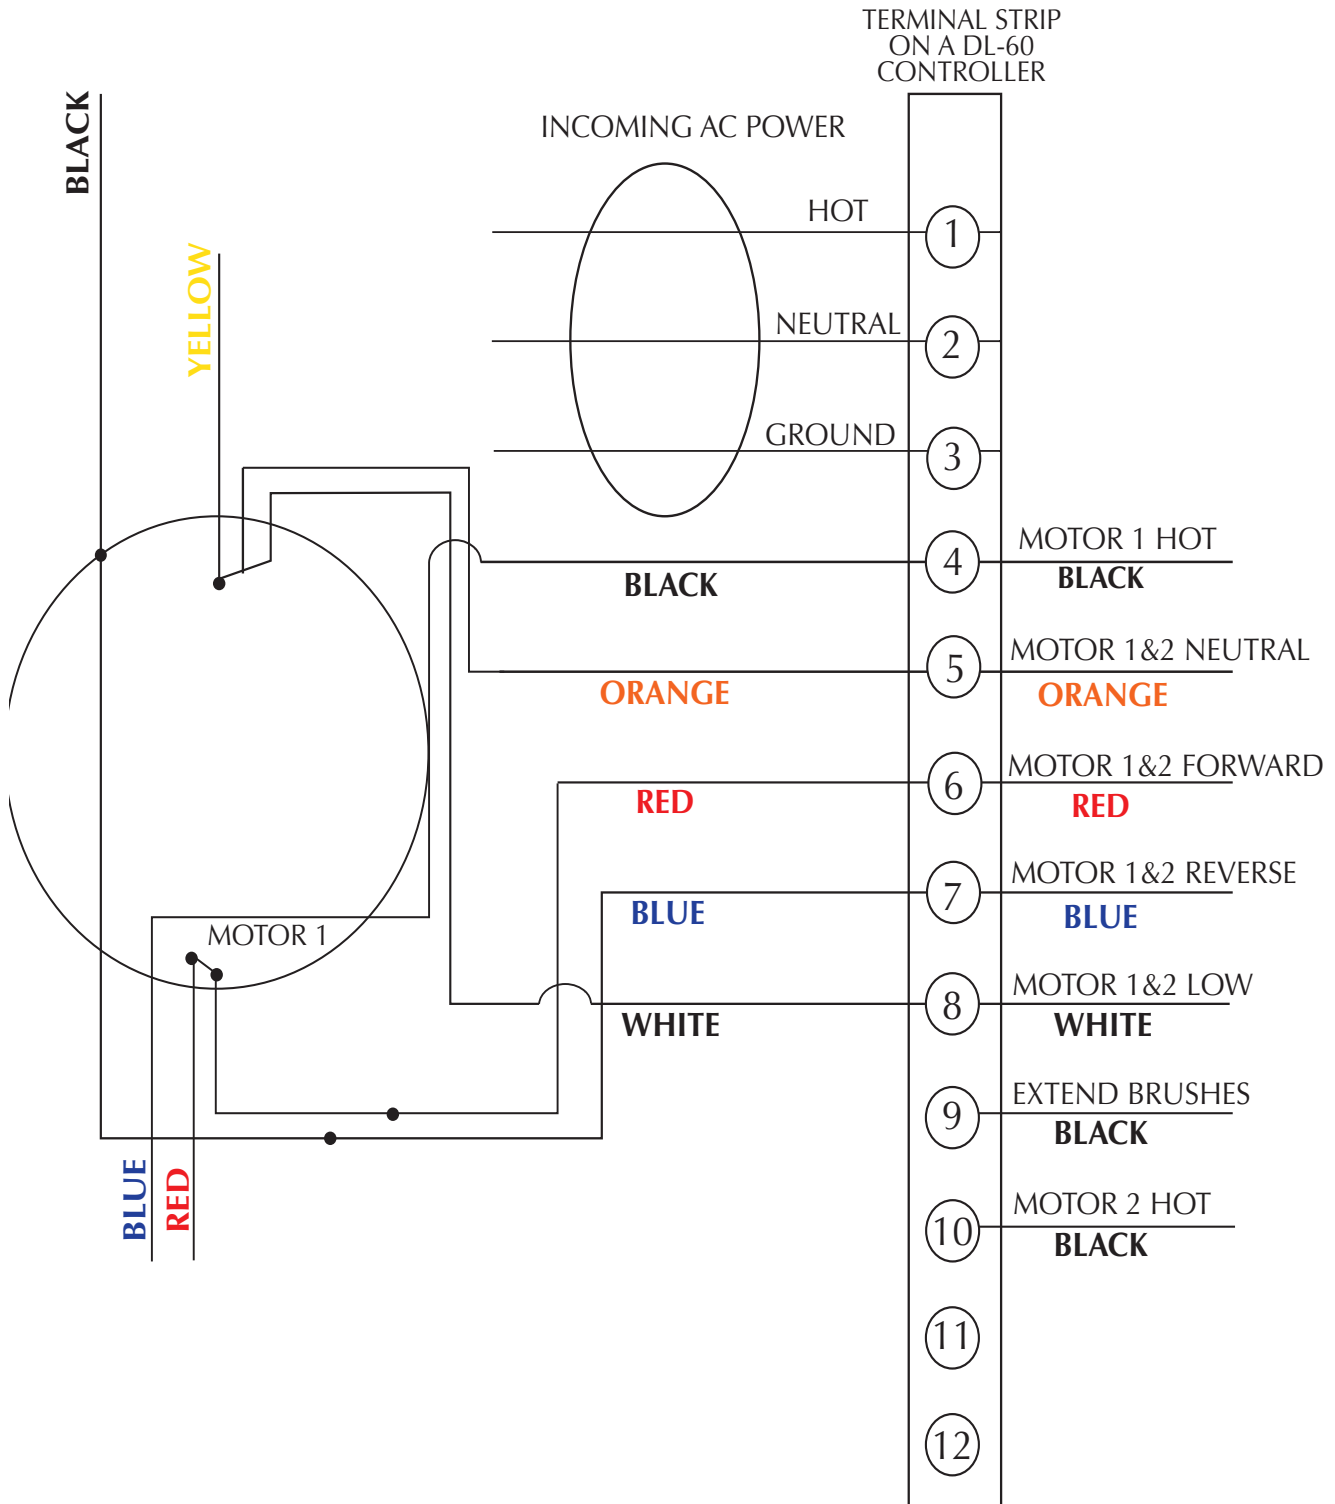 TERMINAL STRIP
ON A DL-60
CONTROLLER
BLACK
INCOMING AC POWER
HOT
1
YELLOW
NEUTRAL
2
GROUND
3
MOTOR 1 HOT
4
BLACK
BLACK
MOTOR 1&2 NEUTRAL
5
ORANGE
ORANGE
MOTOR 1&2 FORWARD
6
RED
RED
MOTOR 1&2 REVERSE
7
BLUE
BLUE
MOTOR 1
MOTOR 1&2 LOW
8
WHITE
WHITE
EXTEND BRUSHES
9
BLACK
BLUE
RED
MOTOR 2 HOT
10
BLACK
11
12